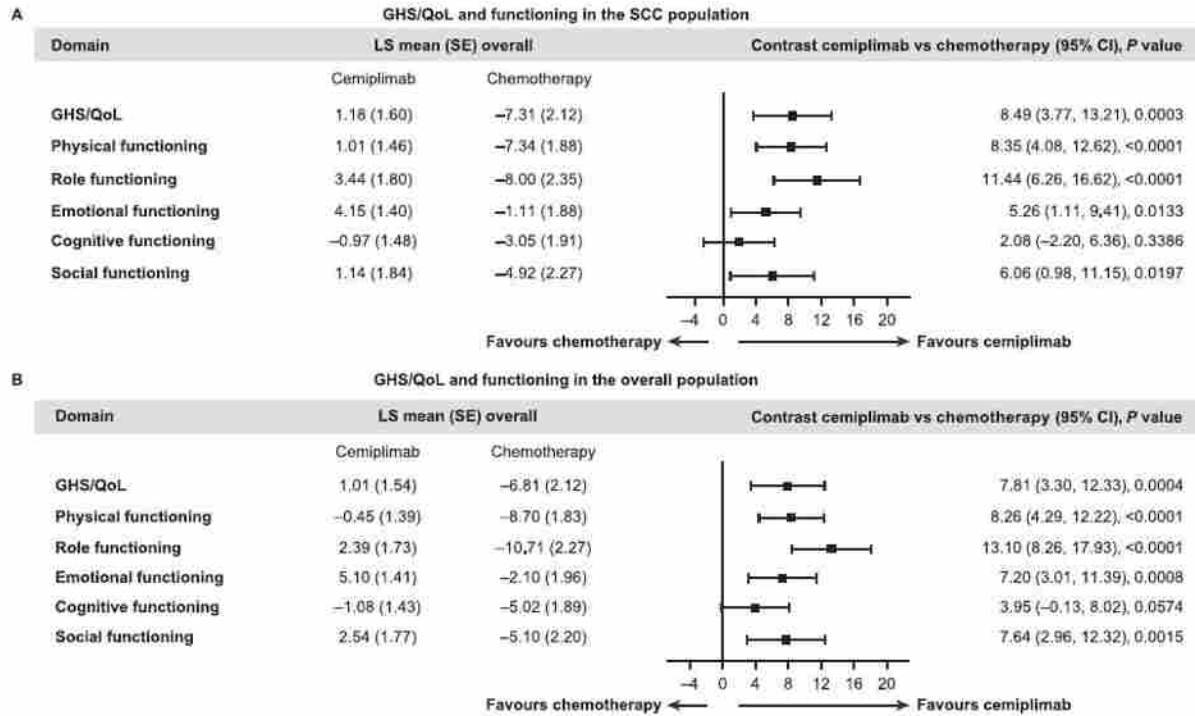 A GHS/QoL and functioning in the SCC population
Domain LS mean (SE) overall Contrast cemiplimab vs chemotherapy (95% CI), P value
Cemiplimab Chemotherapy
GHS/QoL 1.18 (1.60) –7.31 (2.12) 8.49 (3.77, 13.21), 0.0003
Physical functioning 1.01 (1.46) –7.34 (1.88) 8.35 (4.08, 12.62), <0.0001
Role functioning 3.44 (1.80) –8.00 (2.35) 11.44 (6.26, 16.62), <0.0001
Emotional functioning 4.15 (1.40) –1.11 (1.88) 5.26 (1.11, 9.41), 0.0133
Cognitive functioning –0.97 (1.48) –3.05 (1.91) 2.08 (–2.20, 6.36), 0.3386
Social functioning 1.14 (1.84) –4.92 (2.27) 6.06 (0.98, 11.15), 0.0197
–4 0 4 8 12 16 20
Favours chemotherapy Favours cemiplimab
B GHS/QoL and functioning in the overall population
Domain LS mean (SE) overall Contrast cemiplimab vs chemotherapy (95% CI), P value
Cemiplimab Chemotherapy
GHS/QoL 1.01 (1.54) –6.81 (2.12) 7.81 (3.30, 12.33), 0.0004
Physical functioning –0.45 (1.39) –8.70 (1.83) 8.26 (4.29, 12.22), <0.0001
Role functioning 2.39 (1.73) –10.71 (2.27) 13.10 (8.26, 17.93), <0.0001
Emotional functioning 5.10 (1.41) –2.10 (1.96) 7.20 (3.01, 11.39), 0.0008
Cognitive functioning –1.08 (1.43) –5.02 (1.89) 3.95 (–0.13, 8.02), 0.0574
Social functioning 2.54 (1.77) –5.10 (2.20) 7.64 (2.96, 12.32), 0.0015
–4 0 4 8 12 16 20
Favours chemotherapy Favours cemiplimab